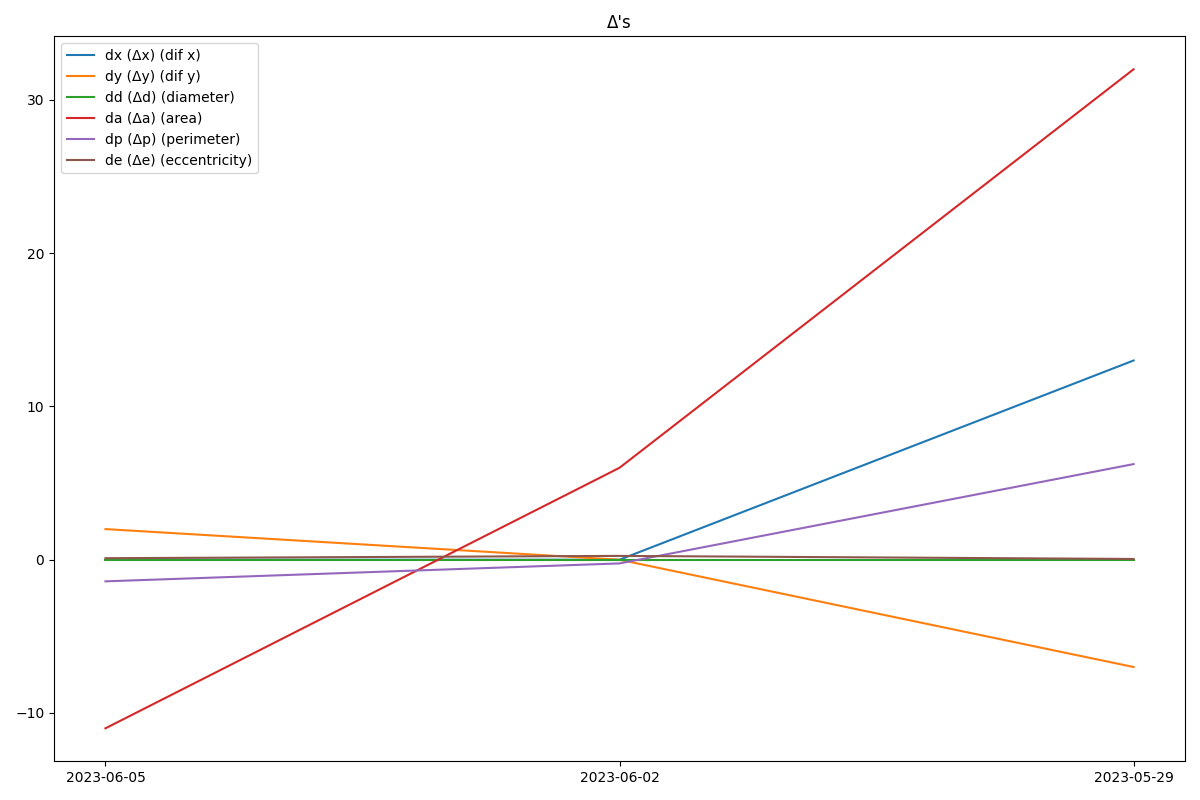 Δ's
dx (Δx) (dif x)
dy (Δy) (dif y)
dd (Δd) (diameter)
da (Δa) (area)
dp (Δp) (perimeter)
de (Δe) (eccentricity)
30
20
10
0
−10
2023-06-05
2023-06-02
2023-05-29